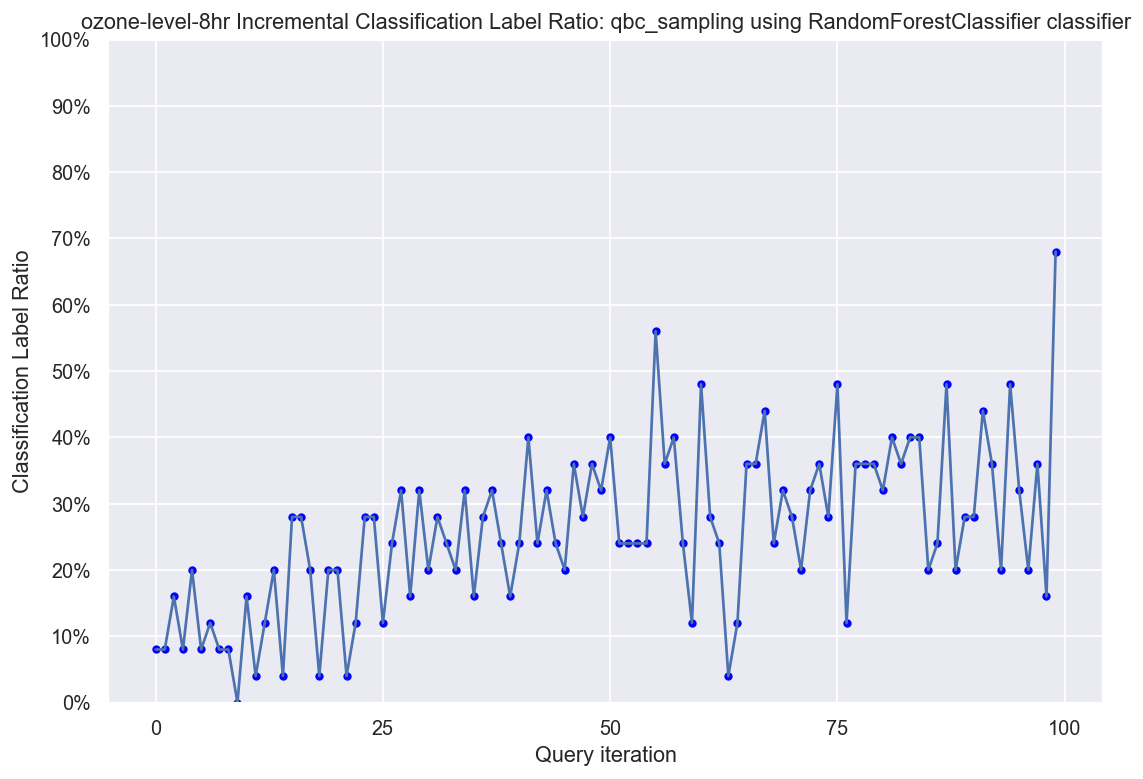 ozone-level-8hr Incremental Classification Label Ratio: qbc_sampling using RandomForestClassifier classifier
100%
90%
80%
70%
60%
50%
40%
30%
20%
10%
0%
Classification Label Ratio
0 25 50 75 100
Query iteration